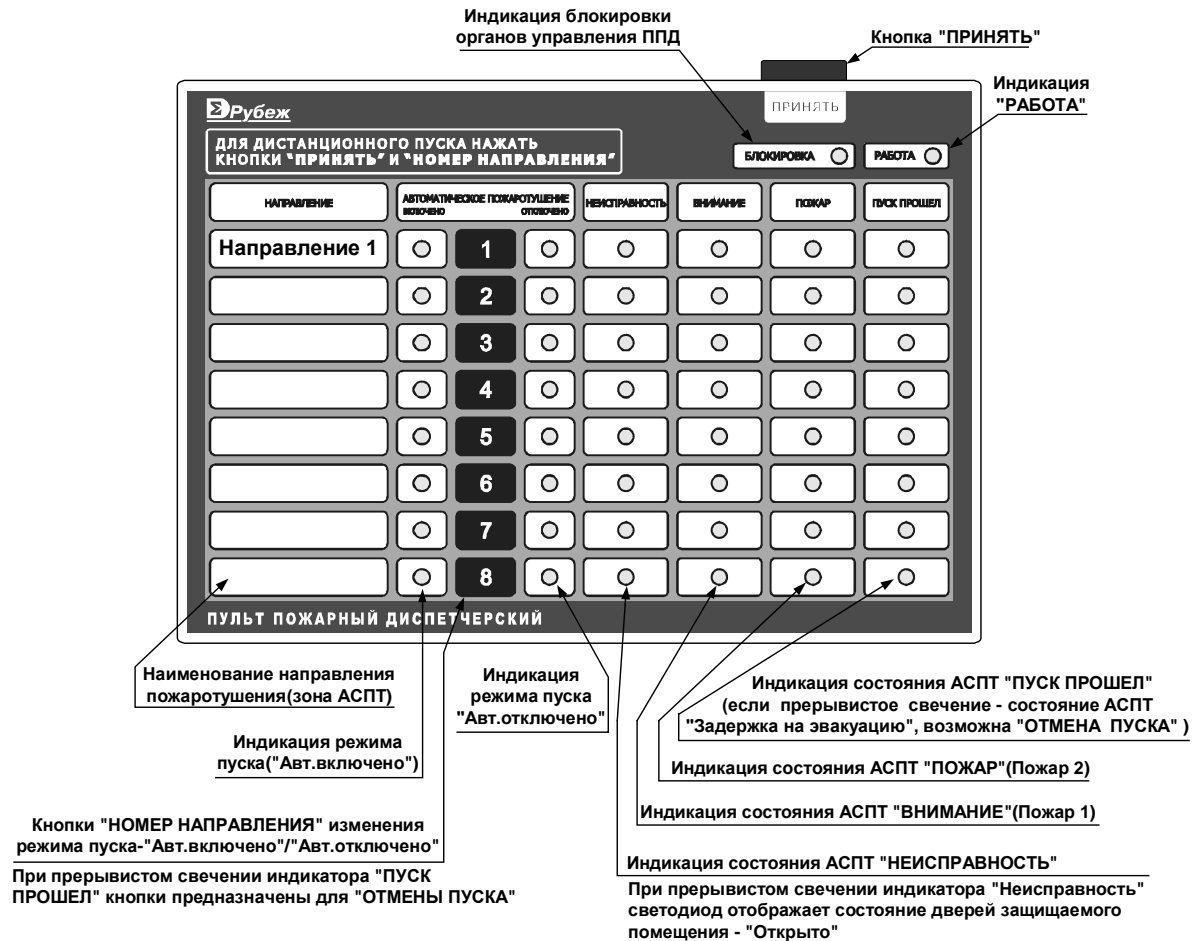 Индикация блокировки
органов управления ППД
Кнопка "ПРИНЯТЬ"
Индикация
"РАБОТА"
Рубеж
ПРИНЯТЬ
ДЛЯ ДИСТАНЦИОННОГО ПУСКА НАЖАТЬ
КНОПКИ "ПРИНЯТЬ" И "НОМЕР НАПРАВЛЕНИЯ"
БЛОКИРОВКА
РАБОТА
НАПРАВЛЕНИЕ
АВТОМАТИЧЕСКОЕ ПОЖАРОТУШЕНИЕ
ВКЛЮЧЕНО ОТКЛЮЧЕНО
НЕИСПРАВНОСТЬ
ВНИМАНИЕ
ПОЖАР
ПУСК ПРОШЕЛ
Направление 1
1
2
3
4
5
6
7
8
ПУЛЬТ ПОЖАРНЫЙ ДИСПЕТЧЕРСКИЙ
Наименование направления
пожаротушения(зона АСПТ)
Индикация режима
пуска("Авт.включено")
Кнопки "НОМЕР НАПРАВЛЕНИЯ" изменения
режима пуска-"Авт.включено"/"Авт.отключено"
При прерывистом свечении индикатора "ПУСК
ПРОШЕЛ" кнопки предназначены для "ОТМЕНЫ ПУСКА"
Индикация
режима пуска
"Авт.отключено"
Индикация состояния АСПТ "ПУСК ПРОШЕЛ"
(если прерывистое свечение - состояние АСПТ
"Задержка на эвакуацию", возможна "ОТМЕНА ПУСКА" )
Индикация состояния АСПТ "ПОЖАР"(Пожар 2)
Индикация состояния АСПТ "ВНИМАНИЕ"(Пожар 1)
Индикация состояния АСПТ "НЕИСПРАВНОСТЬ"
При прерывистом свечении индикатора "Неисправность"
светодиод отображает состояние дверей защищаемого
помещения - "Открыто"